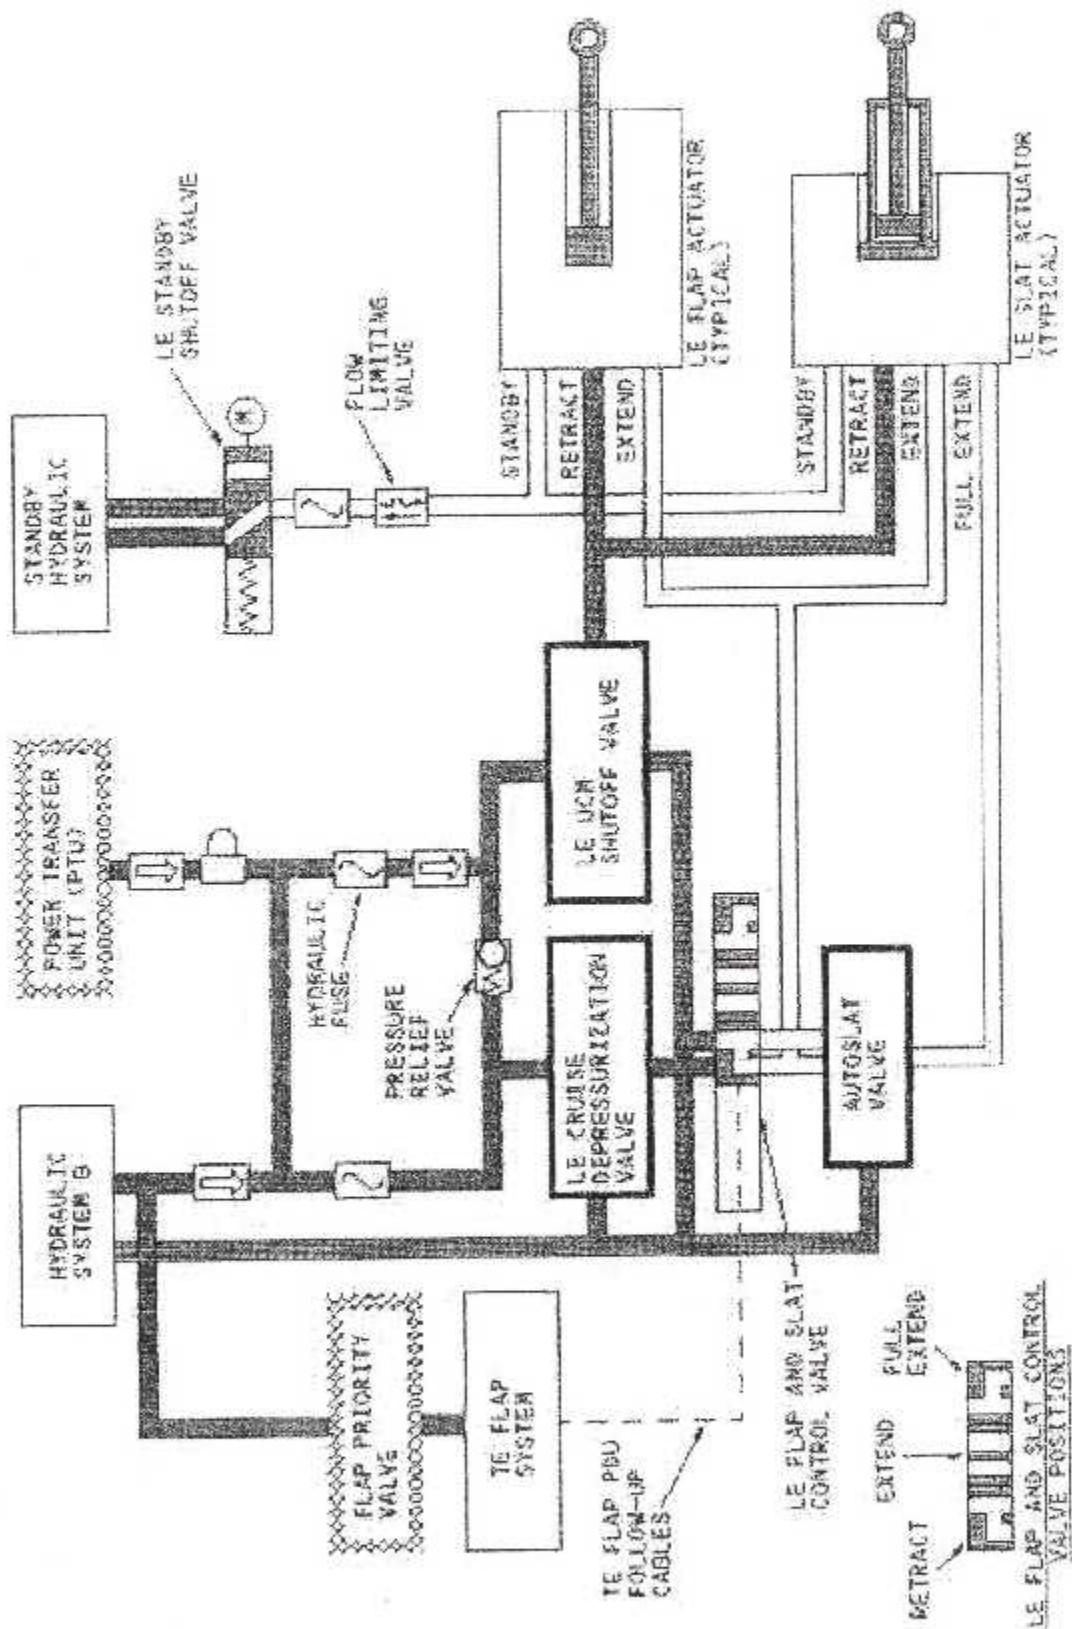 HYDRAULIC
SYSTEM B
POWER TRANSFER
UNIT (PTU)
STANDBY
HYDRAULIC
SYSTEM
LE STANDBY
SHUTOFF VALVE
M
FLOW
LIMITING
VALVE
FLAP PRIORITY
VALVE
HYDRAULIC
FUSE
PRESSURE
RELIEF
VALVE
TE FLAP
SYSTEM
STANDBY
RETRACT
EXTEND
LE CRUISE
DEPRESSURIZATION
VALVE
LE UCM
SHUTOFF VALVE
TE FLAP PDU
FOLLOW-UP
CABLES
LE FLAP ACTUATOR
(TYPICAL)
LE FLAP AND SLAT
CONTROL VALVE
AUTOSLAT
VALVE
STANDBY
RETRACT
EXTEND
FULL EXTEND
RETRACT
EXTEND
FULL
EXTEND
LE FLAP AND SLAT CONTROL
VALVE POSITIONS
LE SLAT ACTUATOR
(TYPICAL)